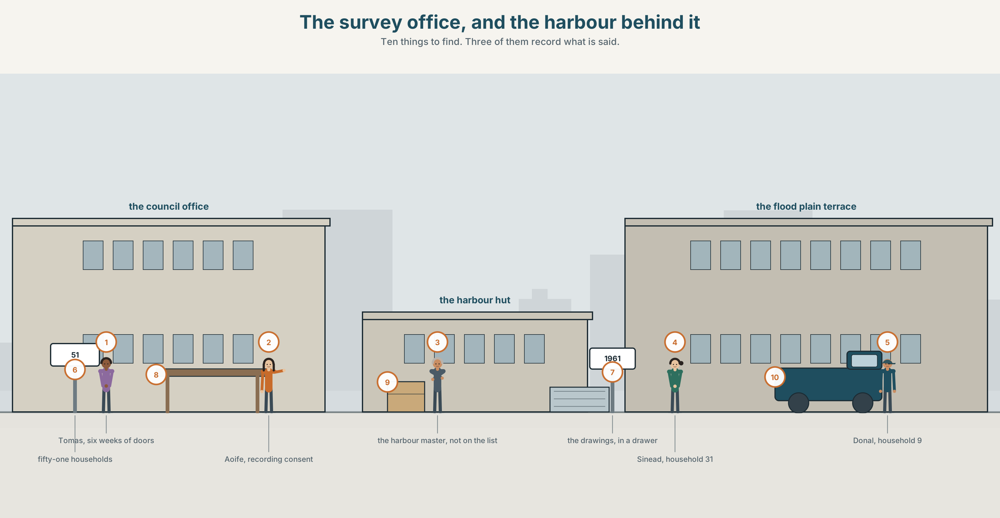 The survey office, and the harbour behind it
Ten things to find. Three of them record what is said.
the council office
the flood plain terrace
the harbour hut
1
2
3
4
5
51
1961
6
7
8
10
9
Tomas, six weeks of doors
the harbour master, not on the list
the drawings, in a drawer
Donal, household 9
fifty-one households
Aoife, recording consent
Sinead, household 31